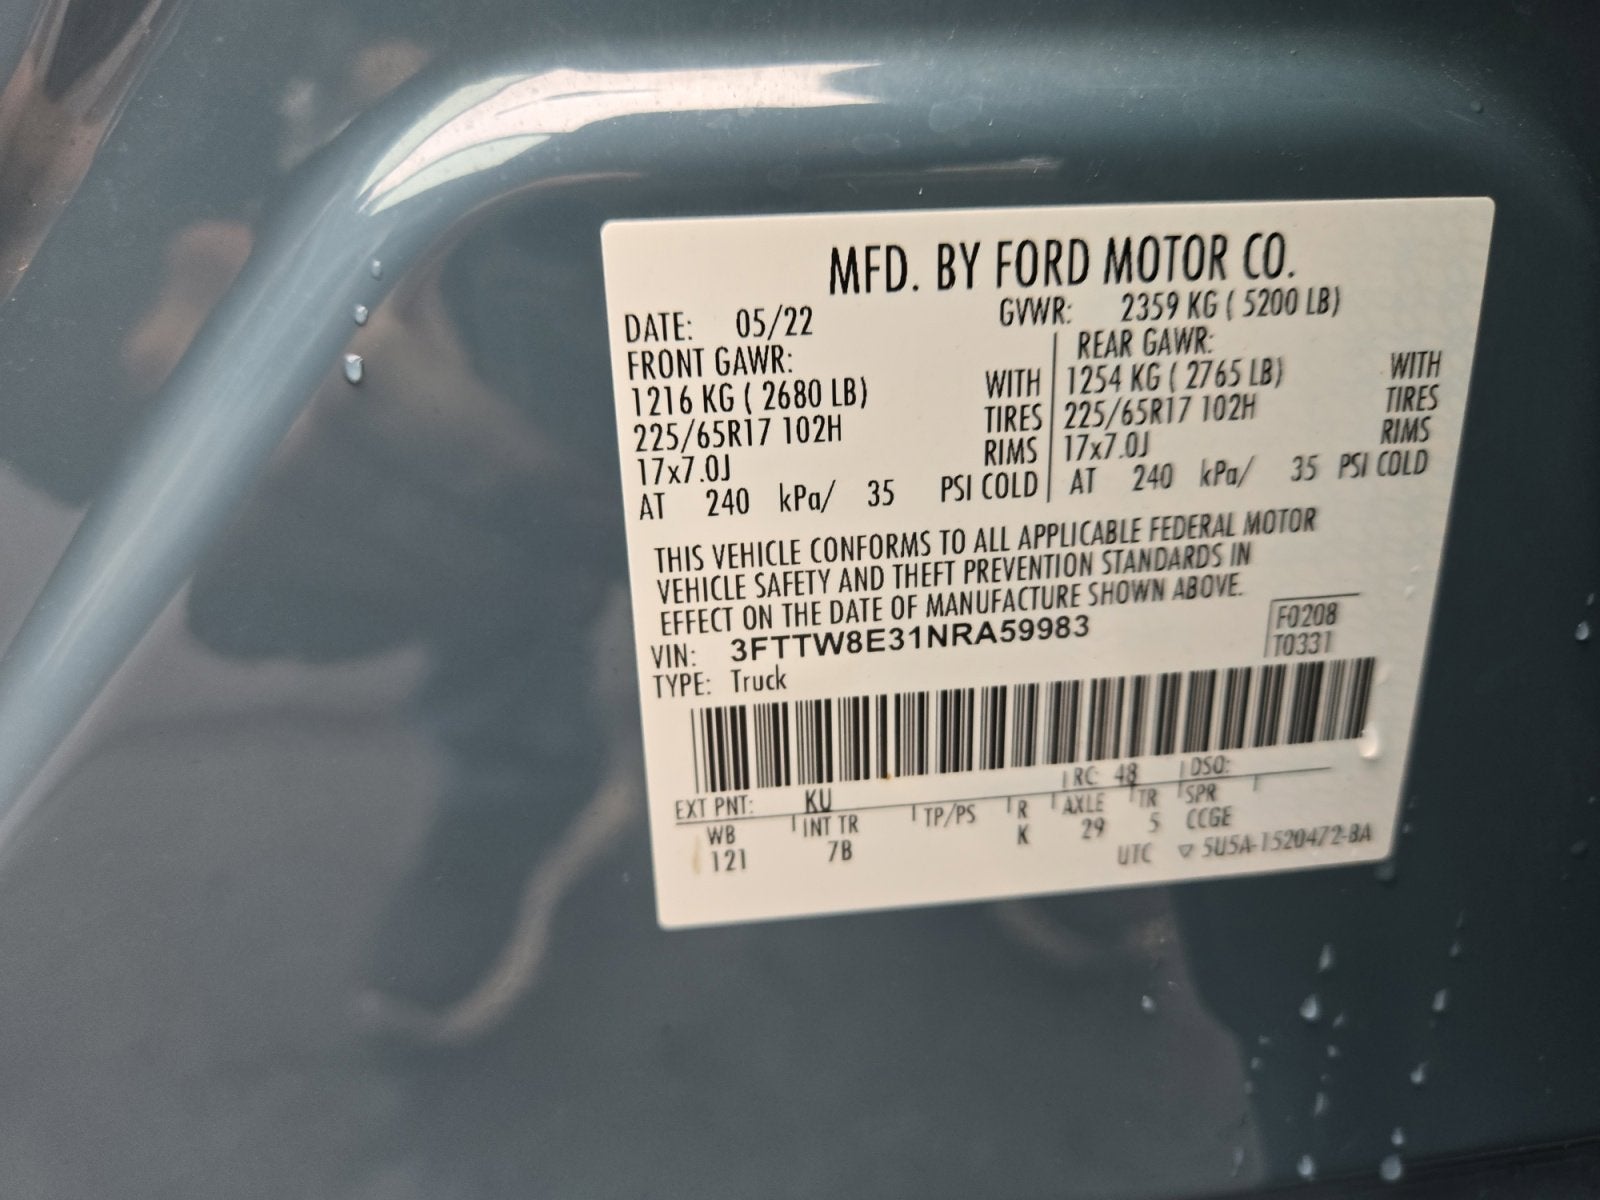 MFD. BY FORD MOTOR CO.
DATE: 05/22 GVWR: 2359 KG ( 5200 LB)
FRONT GAWR: REAR GAWR:
1216 KG ( 2680 LB) WITH 1254 KG ( 2765 LB) WITH
225/65R17 102H TIRES 225/65R17 102H TIRES
17x7.0J RIMS 17x7.0J RIMS
AT 240 kPa/ 35 PSI COLD AT 240 kPa/ 35 PSI COLD
THIS VEHICLE CONFORMS TO ALL APPLICABLE FEDERAL MOTOR
VEHICLE SAFETY AND THEFT PREVENTION STANDARDS IN
EFFECT ON THE DATE OF MANUFACTURE SHOWN ABOVE.
VIN: 3FTTW8E31NRA59983 F0208
TYPE: Truck T0331
EXT PNT: KU RC: 48 DSO:
WB INT TR TP/PS R AXLE TR SPR
121 7B K 29 5 CCGE
UTC ▽ 5U5A-1520472-BA